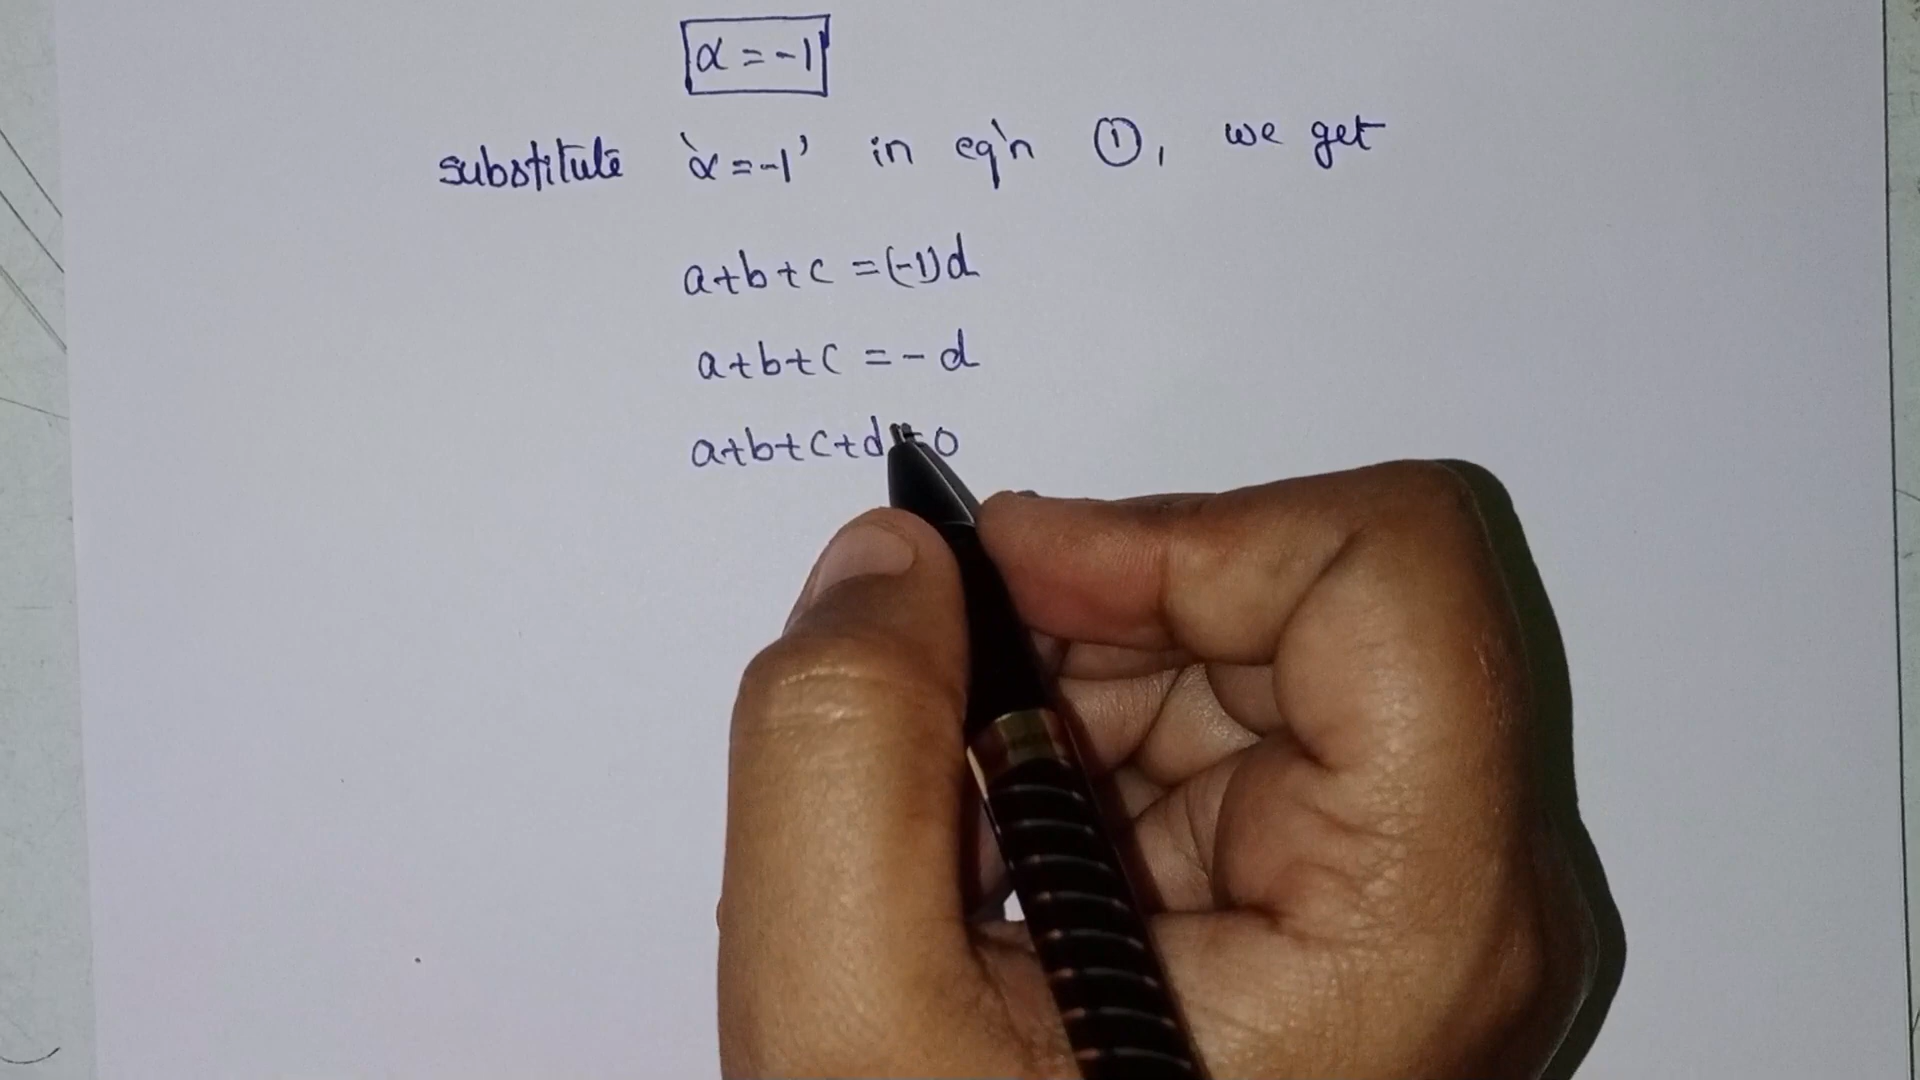 α = -1
substitute 'α = -1' in eq'n ①, we get
a+b+c = (-1)d
a+b+c = - d
a+b+c+d = 0